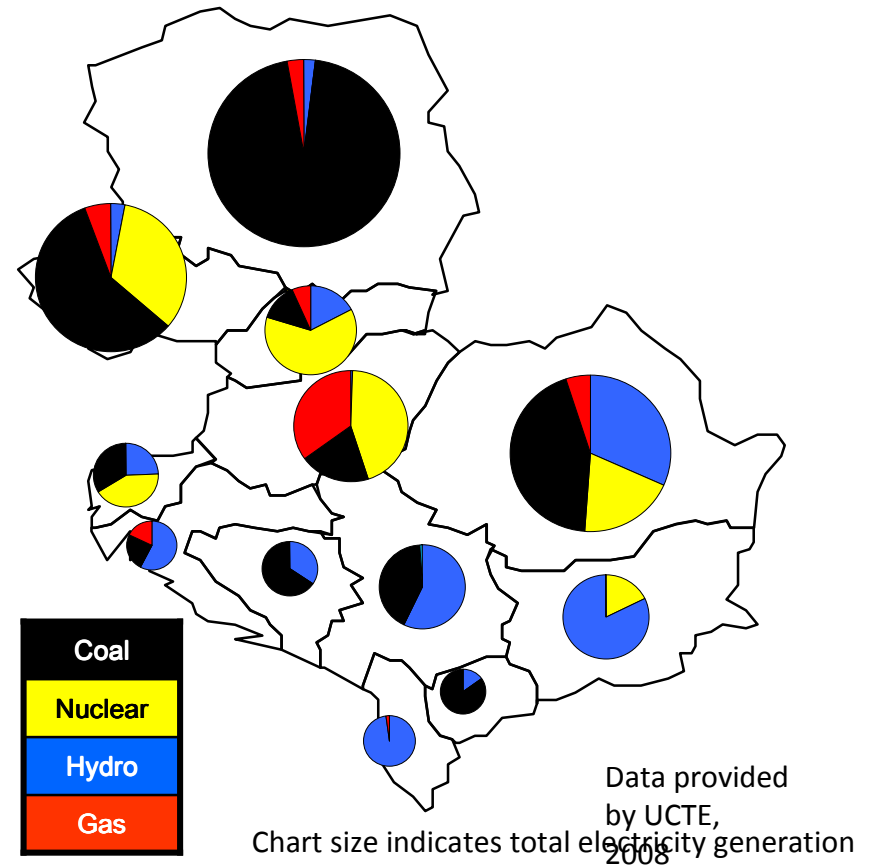 Coal
Nuclear
Hydro
Gas
Data provided
by UCTE,
2008
Chart size indicates total electricity generation